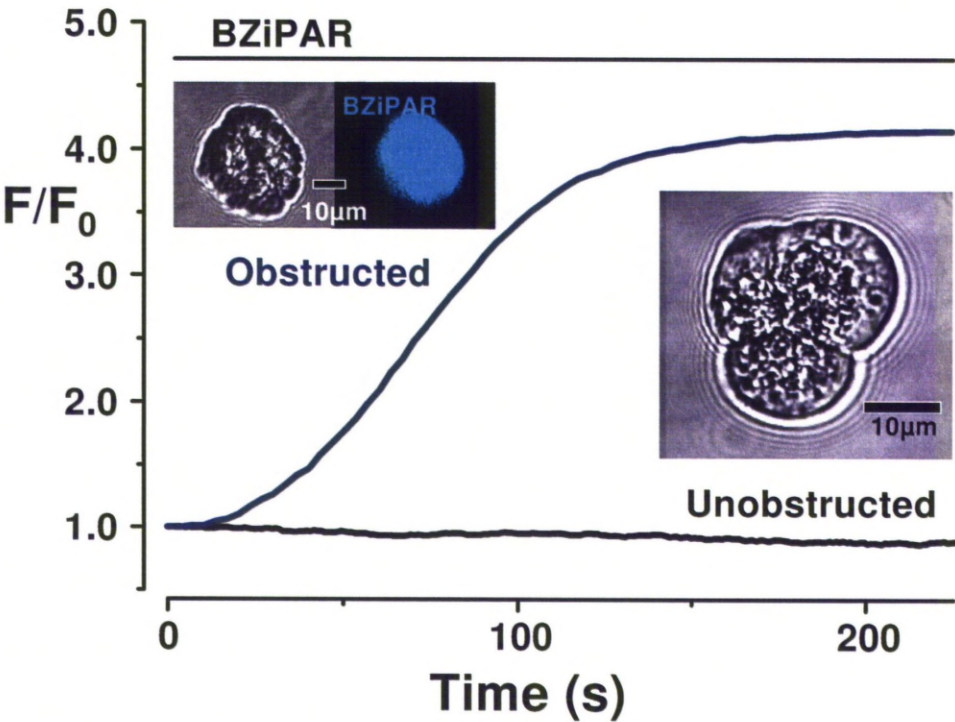 5.0
BZiPAR
BZiPAR
4.0
F/F0
10µm
Obstructed
3.0
2.0
10µm
Unobstructed
1.0
0
100
200
Time (s)